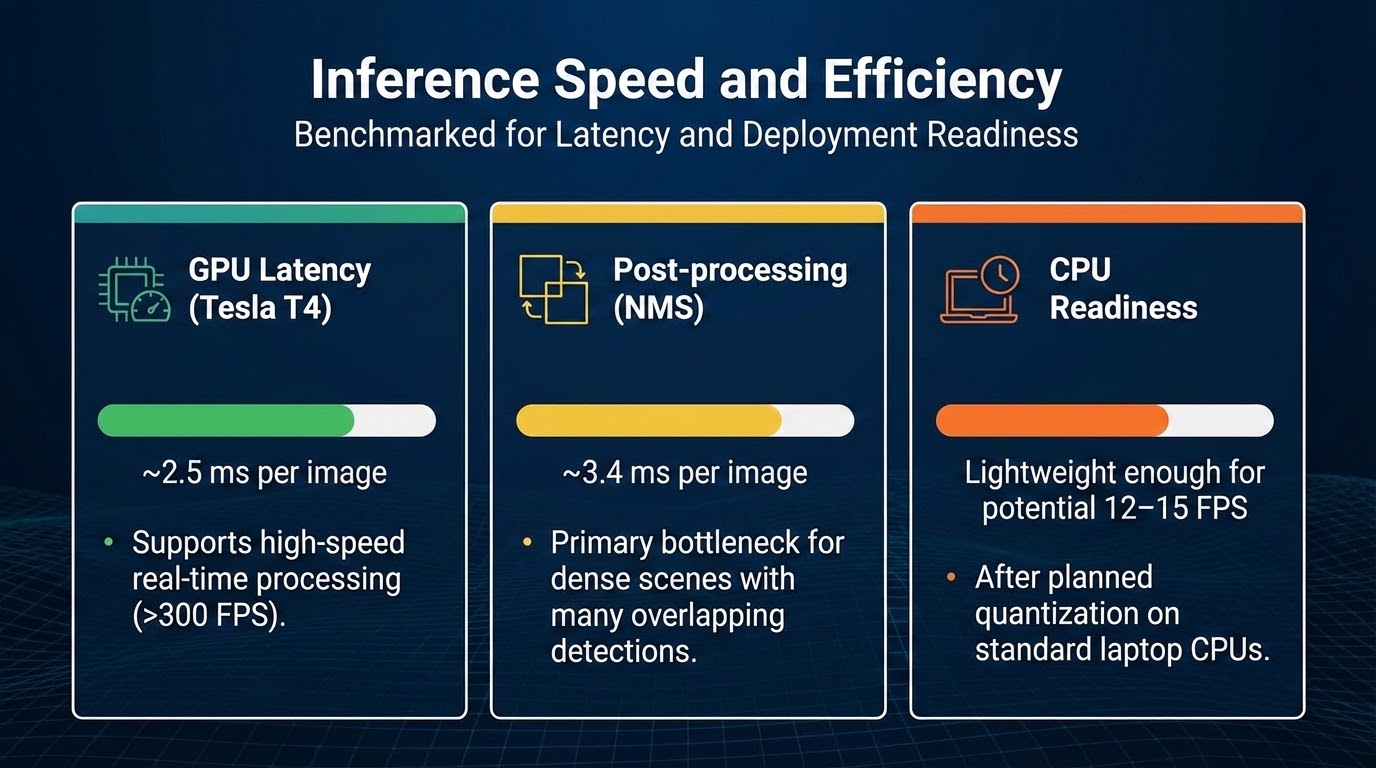 Inference Speed and Efficiency
Benchmarked for Latency and Deployment Readiness
GPU Latency
(Tesla T4)
~2.5 ms per image
• Supports high-speed
real-time processing
(>300 FPS).
Post-processing
(NMS)
~3.4 ms per image
• Primary bottleneck for
dense scenes with
many overlapping
detections.
CPU
Readiness
Lightweight enough for
potential 12–15 FPS
• After planned
quantization on
standard laptop CPUs.